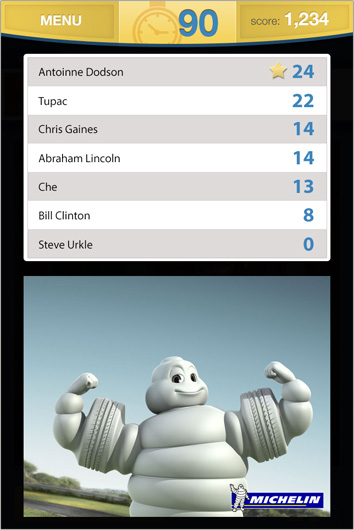 MENU
90
score: 1,234
Antoinne Dodson 24
Tupac 22
Chris Gaines 14
Abraham Lincoln 14
Che 13
Bill Clinton 8
Steve Urkle 0
MICHELIN